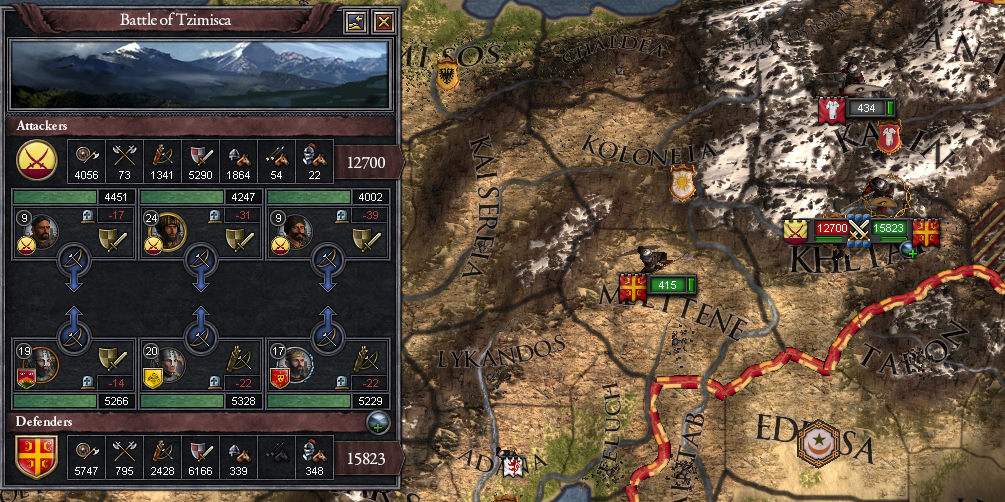 Battle of Tzimisca
Attackers
4056 73 1341 5290 1864 54 22 12700
4451 4247 4002
9 -17 24 -31 9 -39
19 -14 20 -22 17 -22
5266 5328 5229
Defenders
5747 795 2428 6166 339 348 15823
CHALDEA
434
KOLONEIA
KAISEREIA
12700 15823
415
LYKANDOS
TARON
EDESSA